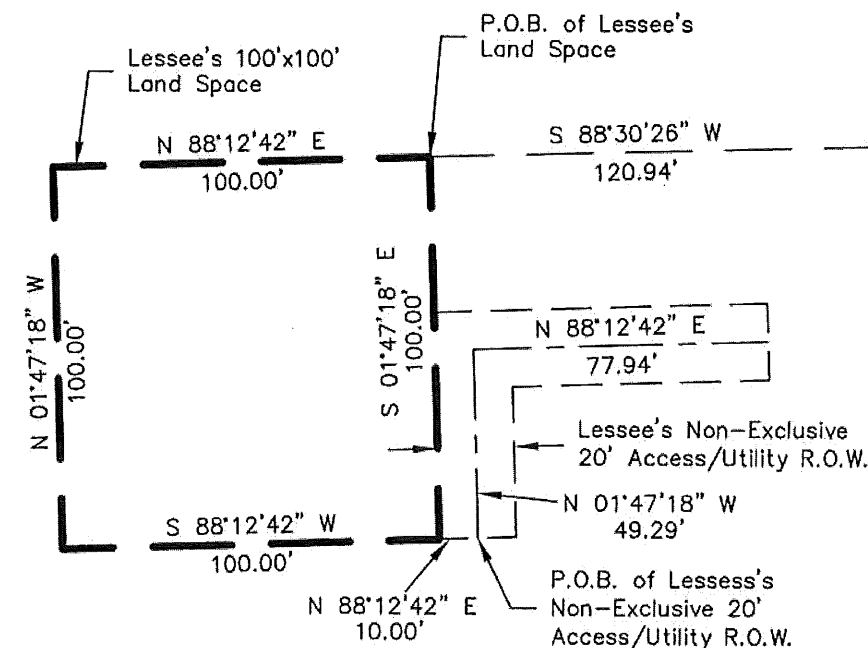 P.O.B. of Lessee's
Land Space
Lessee's 100'x100'
Land Space
N 88°12'42" E
100.00'
S 88°30'26" W
120.94'
N 01°47'18" W
100.00'
S 01°47'18" E
100.00'
N 88°12'42" E
77.94'
Lessee's Non-Exclusive
20' Access/Utility R.O.W.
N 01°47'18" W
49.29'
S 88°12'42" W
100.00'
N 88°12'42" E
10.00'
P.O.B. of Lessess's
Non-Exclusive 20'
Access/Utility R.O.W.